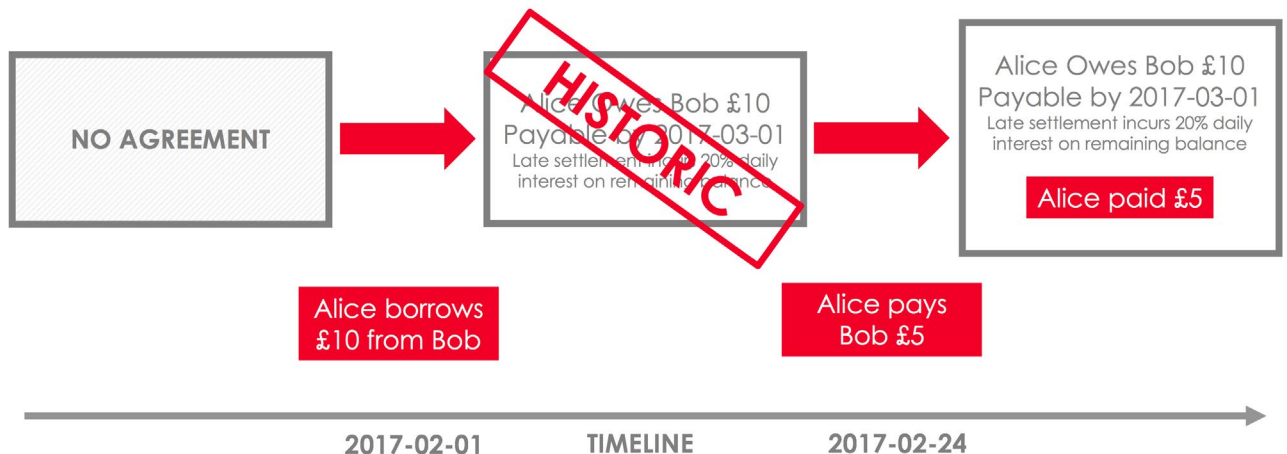 NO AGREEMENT
Alice Owes Bob £10
Payable by 2017-03-01
Late settlement incurs 20% daily
interest on remaining balance
HISTORIC
Alice Owes Bob £10
Payable by 2017-03-01
Late settlement incurs 20% daily
interest on remaining balance
Alice paid £5
Alice borrows
£10 from Bob
Alice pays
Bob £5
2017-02-01
TIMELINE
2017-02-24